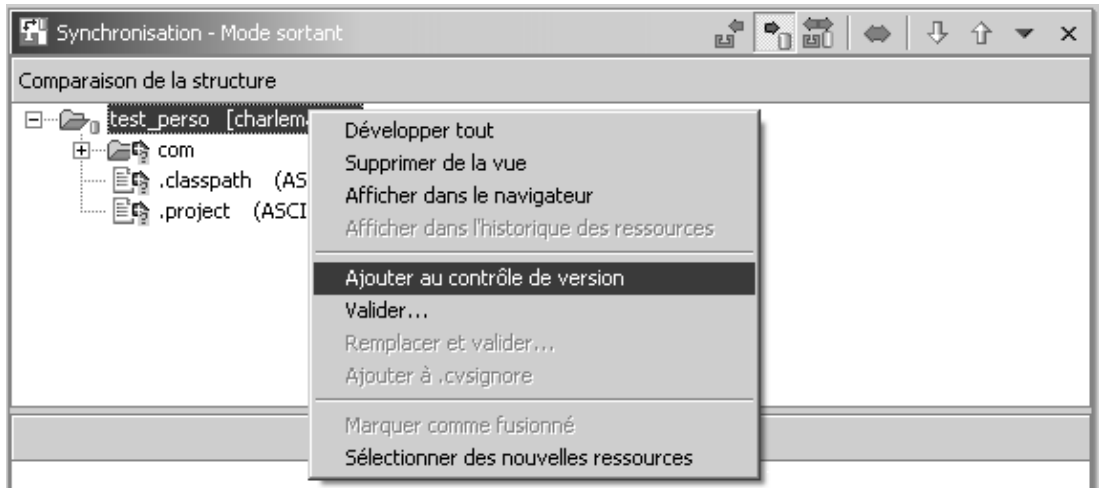 Synchronisation - Mode sortant
Comparaison de la structure
test_perso [charlem
com
.classpath (AS
.project (ASCI
Développer tout
Supprimer de la vue
Afficher dans le navigateur
Afficher dans l'historique des ressources
Ajouter au contrôle de version
Valider...
Remplacer et valider...
Ajouter à .cvsignore
Marquer comme fusionné
Sélectionner des nouvelles ressources